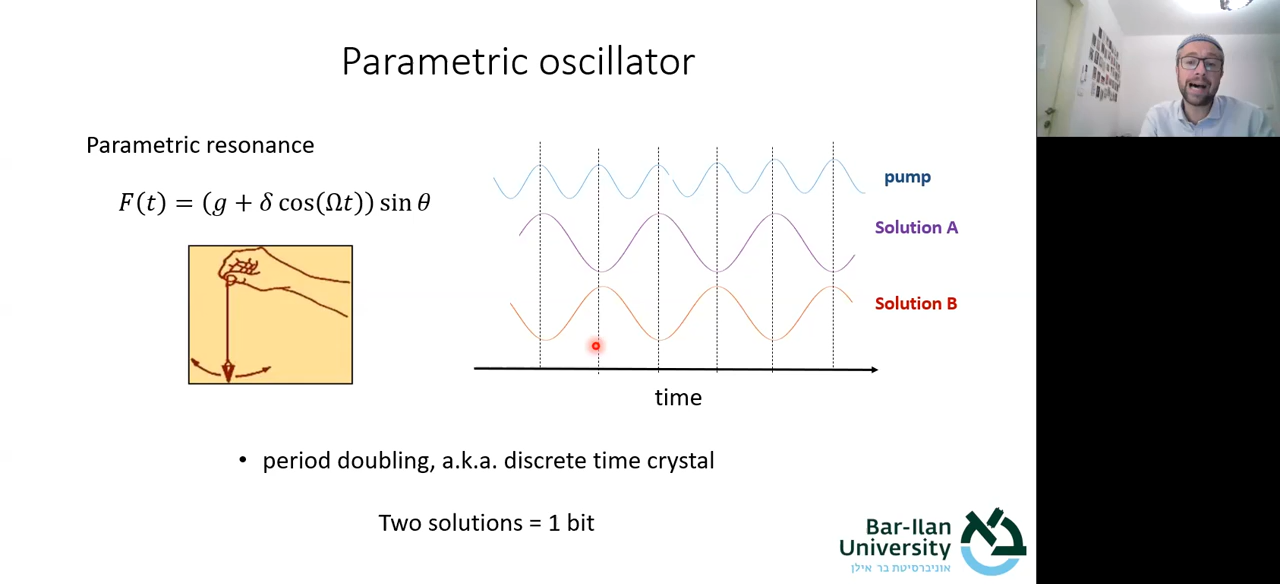 Parametric oscillator
Parametric resonance
F(t) = (g + δ cos(Ωt)) sin θ
pump
Solution A
Solution B
time
• period doubling, a.k.a. discrete time crystal
Two solutions = 1 bit
Bar-Ilan
University
אוניברסיטת בר אילן